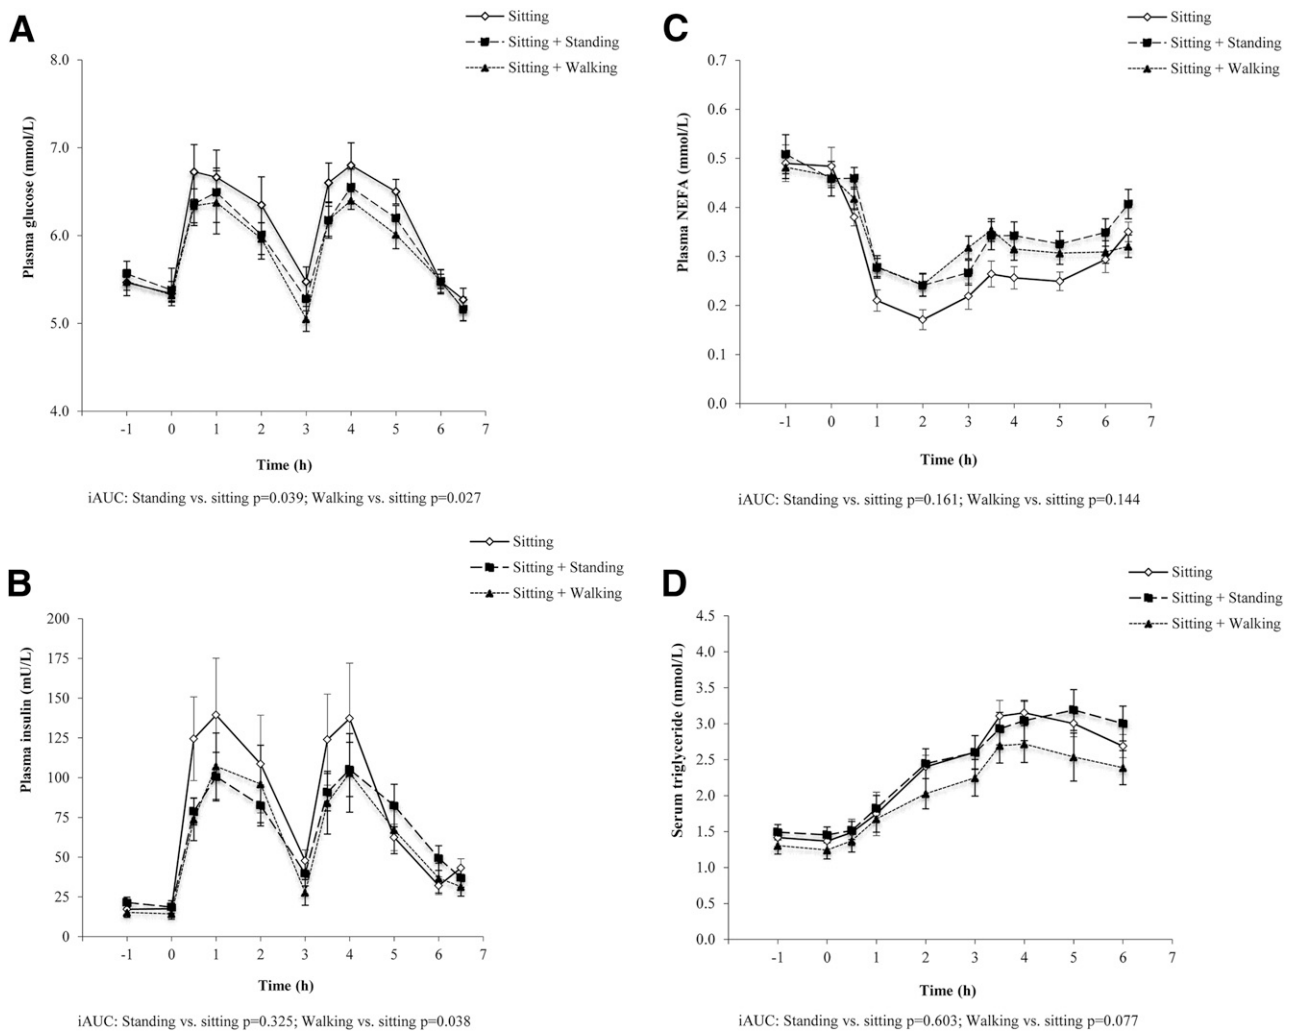 A
Sitting
Sitting + Standing
Sitting + Walking
8.0
7.0
6.0
5.0
4.0
Plasma glucose (mmol/L)
-1 0 1 2 3 4 5 6 7
Time (h)
iAUC: Standing vs. sitting p=0.039; Walking vs. sitting p=0.027
C
Sitting
Sitting + Standing
Sitting + Walking
0.7
0.6
0.5
0.4
0.3
0.2
0.1
0.0
Plasma NEFA (mmol/L)
-1 0 1 2 3 4 5 6 7
Time (h)
iAUC: Standing vs. sitting p=0.161; Walking vs. sitting p=0.144
B
Sitting
Sitting + Standing
Sitting + Walking
200
175
150
125
100
75
50
25
0
Plasma insulin (mU/L)
-1 0 1 2 3 4 5 6 7
Time (h)
iAUC: Standing vs. sitting p=0.325; Walking vs. sitting p=0.038
D
Sitting
Sitting + Standing
Sitting + Walking
4.5
4.0
3.5
3.0
2.5
2.0
1.5
1.0
0.5
0.0
Serum triglyceride (mmol/L)
-1 0 1 2 3 4 5 6 7
Time (h)
iAUC: Standing vs. sitting p=0.603; Walking vs. sitting p=0.077